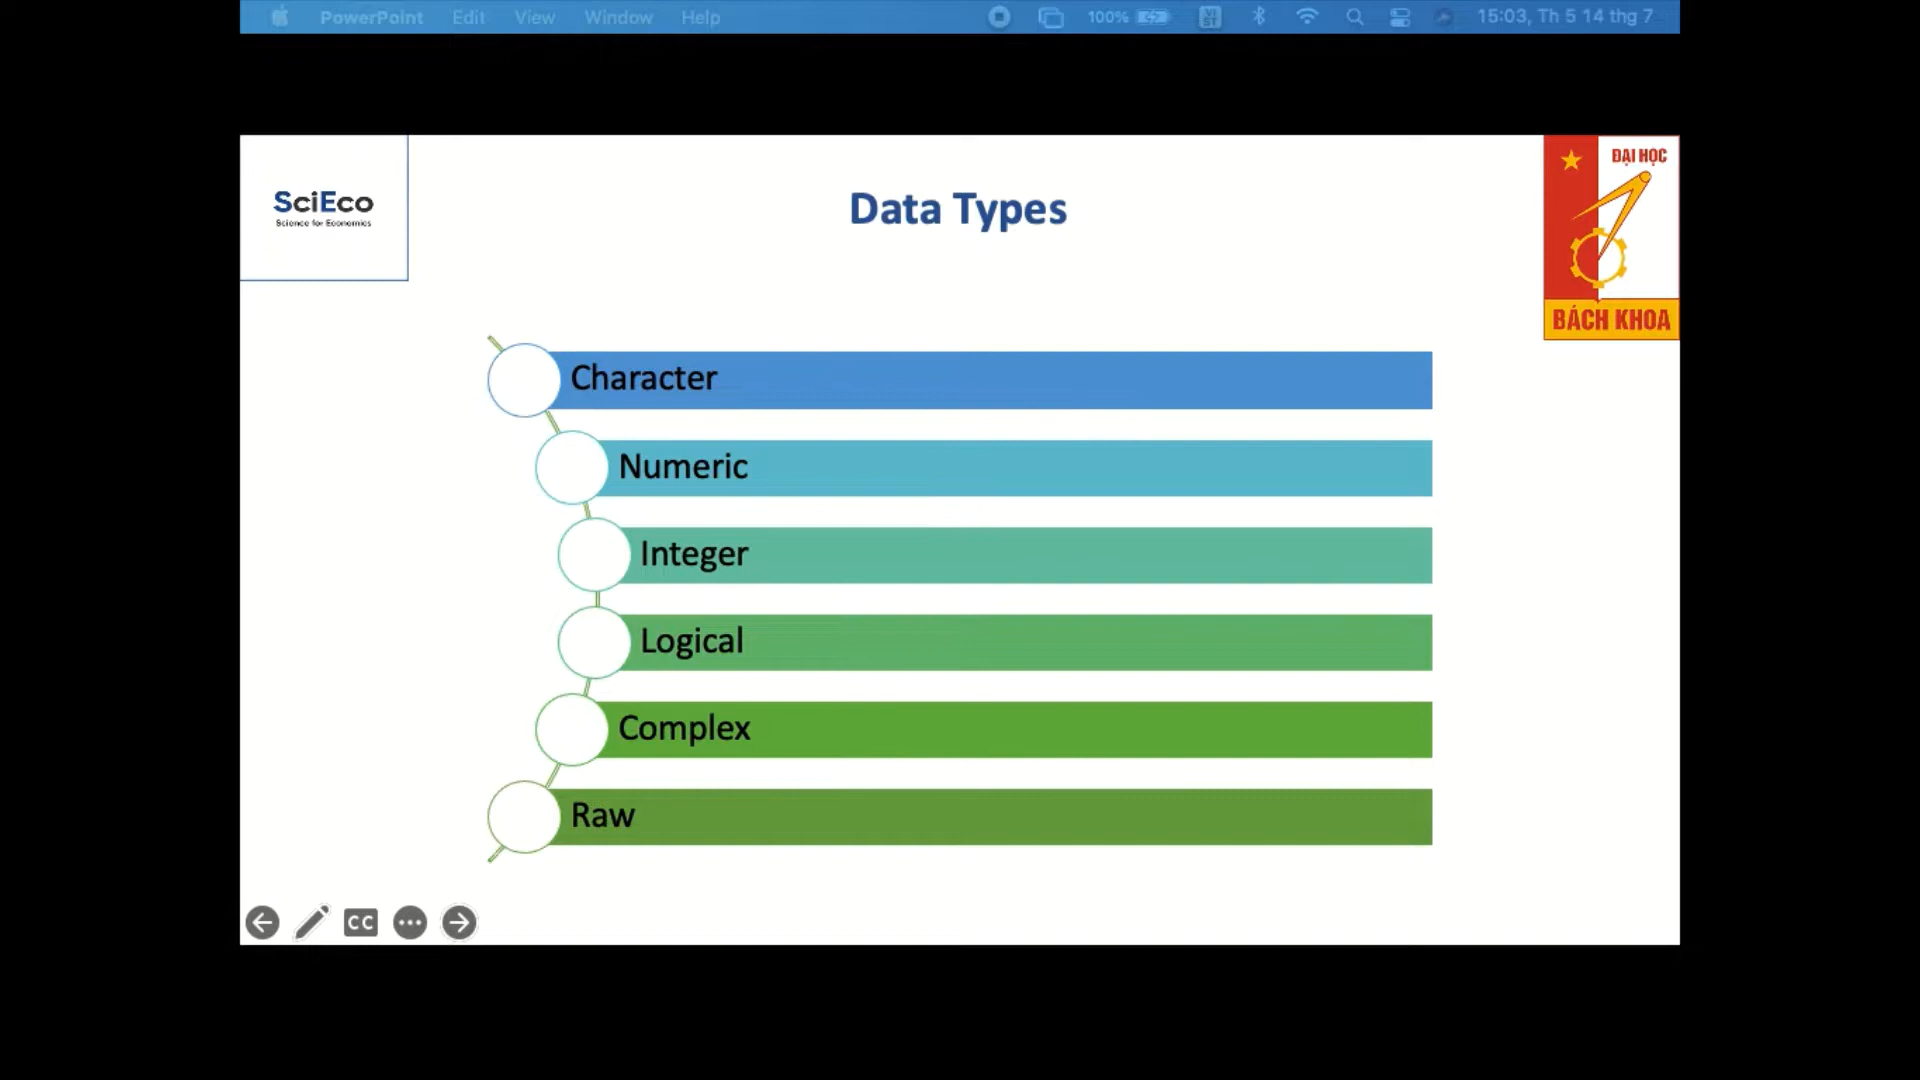 PowerPoint Edit View Window Help 100% 15:03, Th 5 14 thg 7
SciEco
Science for Economics
Data Types
ĐẠI HỌC
BÁCH KHOA
Character
Numeric
Integer
Logical
Complex
Raw
CC